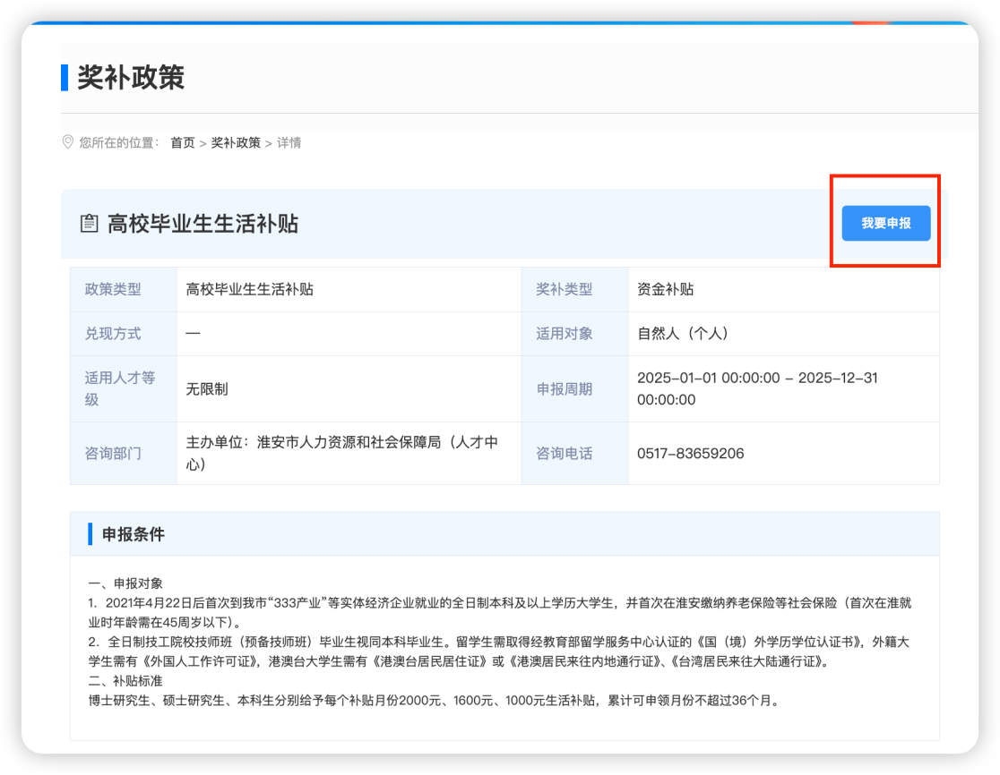 奖补政策
您所在的位置： 首页 > 奖补政策 > 详情
高校毕业生生活补贴
我要申报
政策类型 高校毕业生生活补贴 奖补类型 资金补贴
兑现方式 — 适用对象 自然人（个人）
适用人才等级 无限制 申报周期 2025-01-01 00:00:00 - 2025-12-31 00:00:00
咨询部门 主办单位：淮安市人力资源和社会保障局（人才中心） 咨询电话 0517-83659206
申报条件
一、申报对象
1．2021年4月22日后首次到我市“333产业”等实体经济企业就业的全日制本科及以上学历大学生，并首次在淮安缴纳养老保险等社会保险（首次在淮就
业时年龄需在45周岁以下）。
2．全日制技工院校技师班（预备技师班）毕业生视同本科毕业生。留学生需取得经教育部留学服务中心认证的《国（境）外学历学位认证书》，外籍大
学生需有《外国人工作许可证》，港澳台大学生需有《港澳台居民居住证》或《港澳居民来往内地通行证》、《台湾居民来往大陆通行证》。
二、补贴标准
博士研究生、硕士研究生、本科生分别给予每个补贴月份2000元、1600元、1000元生活补贴，累计可申领月份不超过36个月。